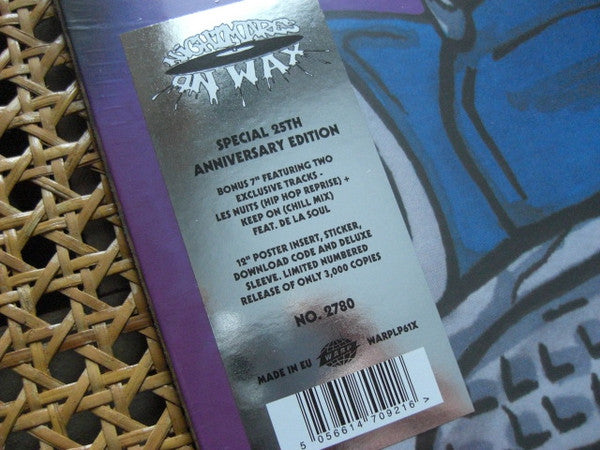 NIGHTMARES
ON WAX
SPECIAL 25TH
ANNIVERSARY EDITION
BONUS 7" FEATURING TWO
EXCLUSIVE TRACKS -
LES NUITS (HIP HOP REPRISE) +
KEEP ON (CHILL MIX)
FEAT. DE LA SOUL
12" POSTER INSERT, STICKER,
DOWNLOAD CODE AND DELUXE
SLEEVE. LIMITED NUMBERED
RELEASE OF ONLY 3,000 COPIES
NO. 2780
MADE IN EU WARP WARPLP61X
5 056614 709216 >